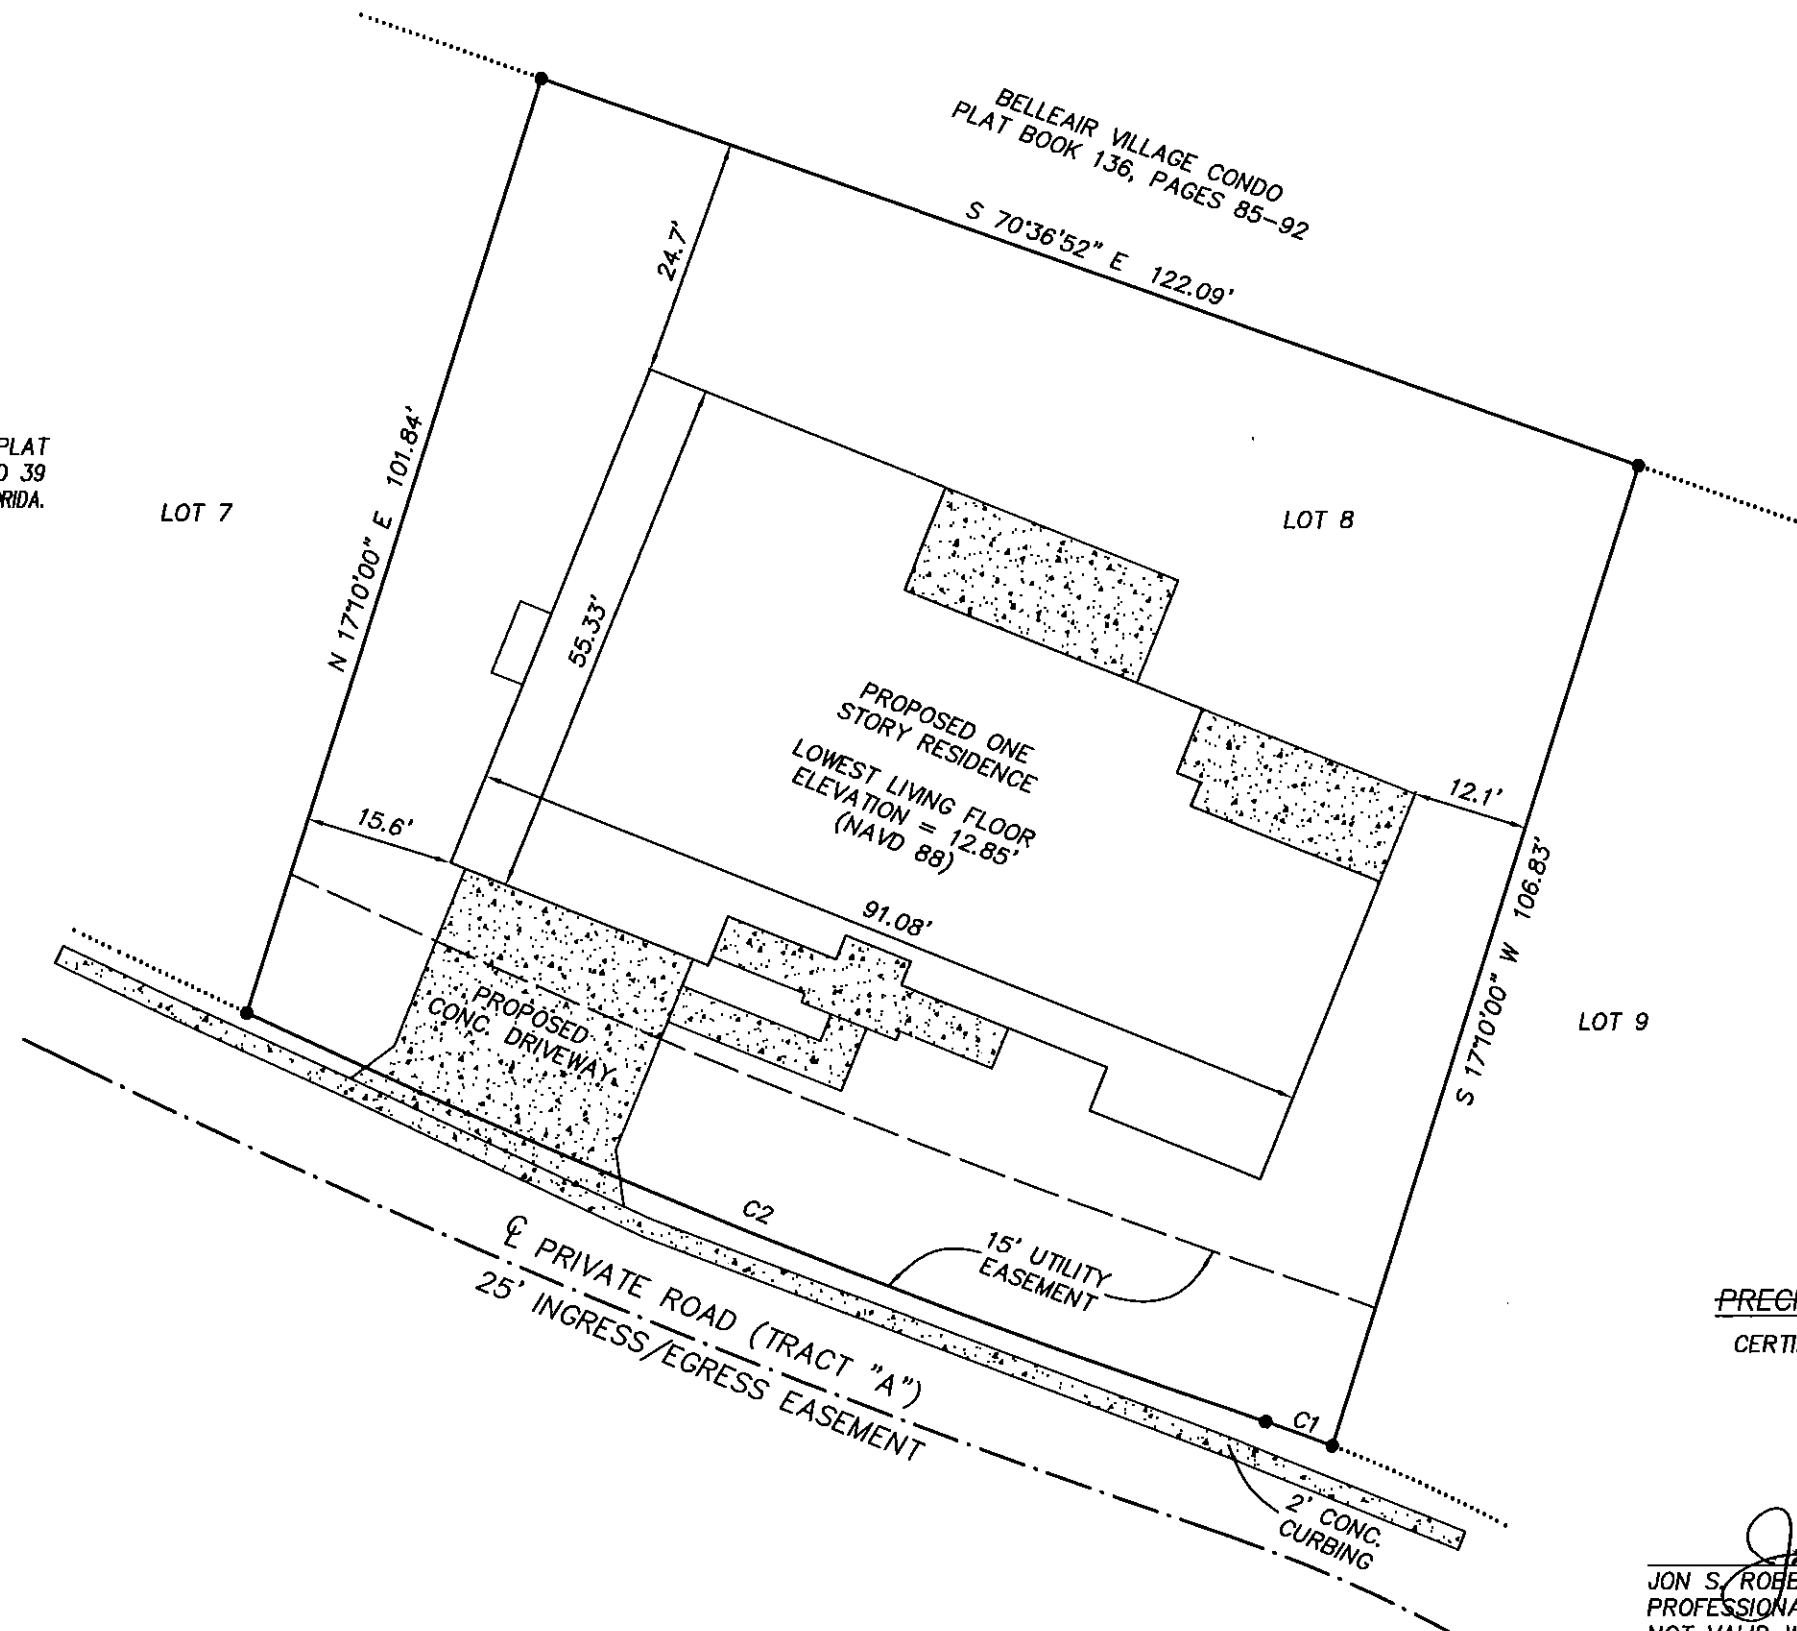 BELLEAIR VILLAGE CONDO
PLAT BOOK 136, PAGES 85-92
S 70°36'52" E 122.09'
24.7'
PLAT
39
LOT 7
N 17°10'00" E 101.84'
LOT 8
55.33'
PROPOSED ONE
STORY RESIDENCE
LOWEST LIVING FLOOR
ELEVATION = 12.85'
(NAVD 88)
12.1'
15.6'
91.08'
S 17°10'00" W 106.83'
LOT 9
PROPOSED
CONC. DRIVEWAY
C2
15' UTILITY
EASEMENT
℄ PRIVATE ROAD (TRACT "A")
25' INGRESS/EGRESS EASEMENT
C1
2' CONC.
CURBING
JON S.